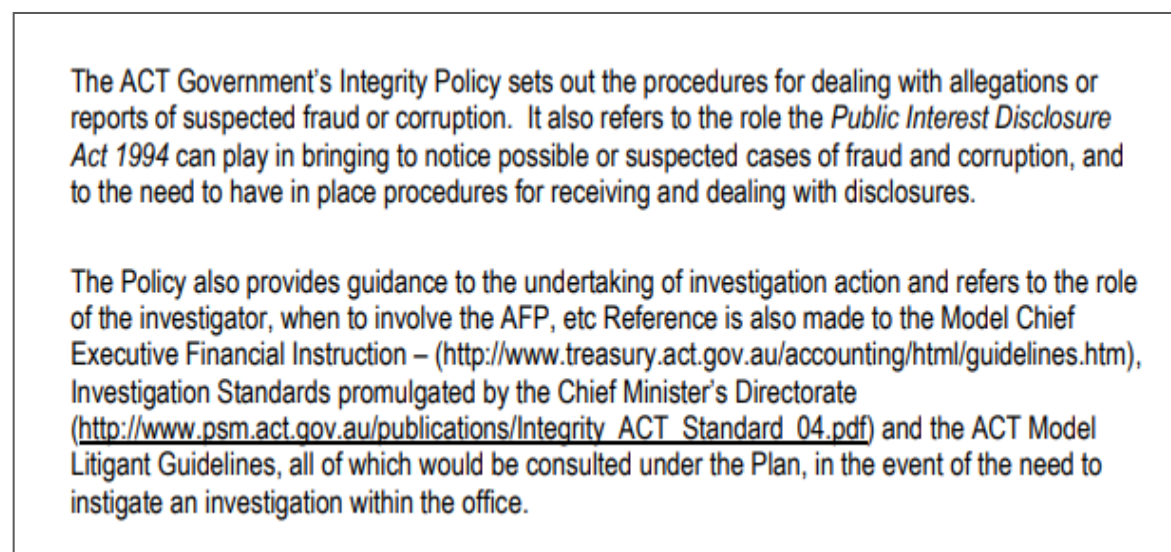 The ACT Government’s Integrity Policy sets out the procedures for dealing with allegations or
reports of suspected fraud or corruption.  It also refers to the role the Public Interest Disclosure
Act 1994 can play in bringing to notice possible or suspected cases of fraud and corruption, and
to the need to have in place procedures for receiving and dealing with disclosures.
The Policy also provides guidance to the undertaking of investigation action and refers to the role
of the investigator, when to involve the AFP, etc Reference is also made to the Model Chief
Executive Financial Instruction – (http://www.treasury.act.gov.au/accounting/html/guidelines.htm),
Investigation Standards promulgated by the Chief Minister’s Directorate
(http://www.psm.act.gov.au/publications/Integrity_ACT_Standard_04.pdf) and the ACT Model
Litigant Guidelines, all of which would be consulted under the Plan, in the event of the need to
instigate an investigation within the office.